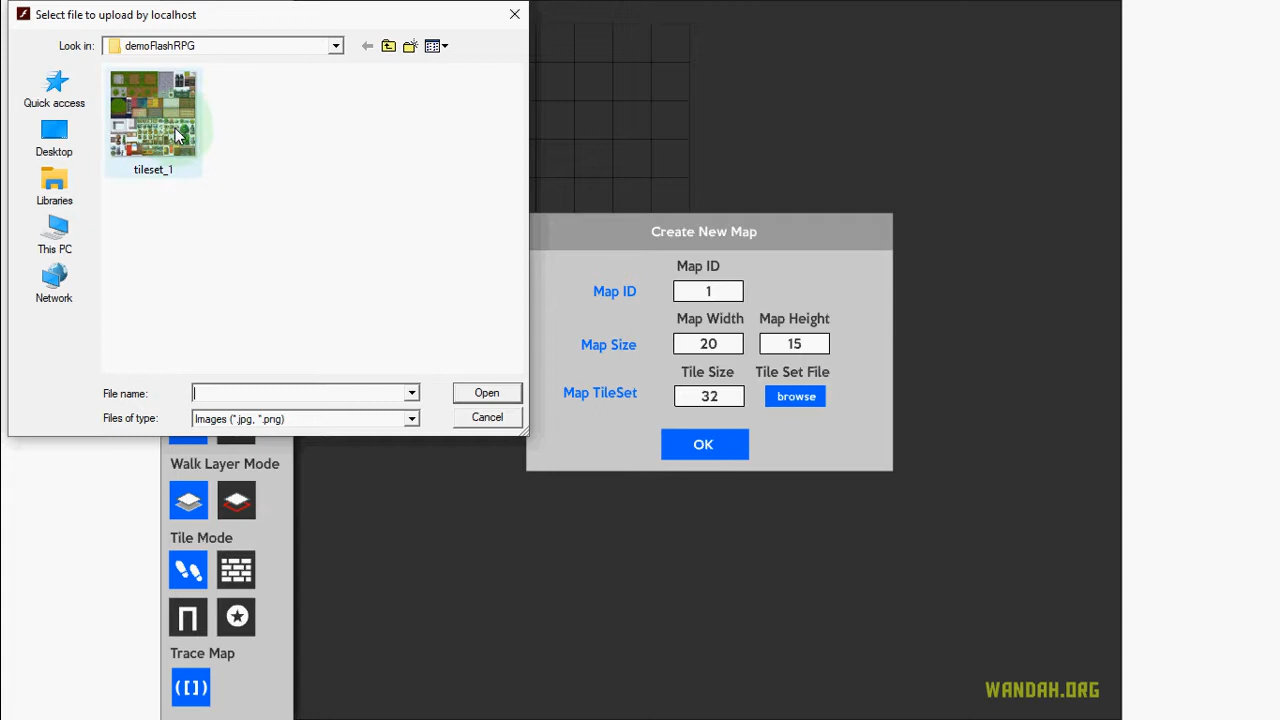 Select file to upload by localhost
Look in: demoFlashRPG
Quick access
Desktop
Libraries
This PC
Network
tileset_1
File name:
Open
Files of type: Images (*.jpg, *.png)
Cancel
Create New Map
Map ID
Map ID 1
Map Width Map Height
Map Size 20 15
Tile Size Tile Set File
Map TileSet 32 browse
OK
Walk Layer Mode
Tile Mode
Trace Map
([])
WANDAH.ORG